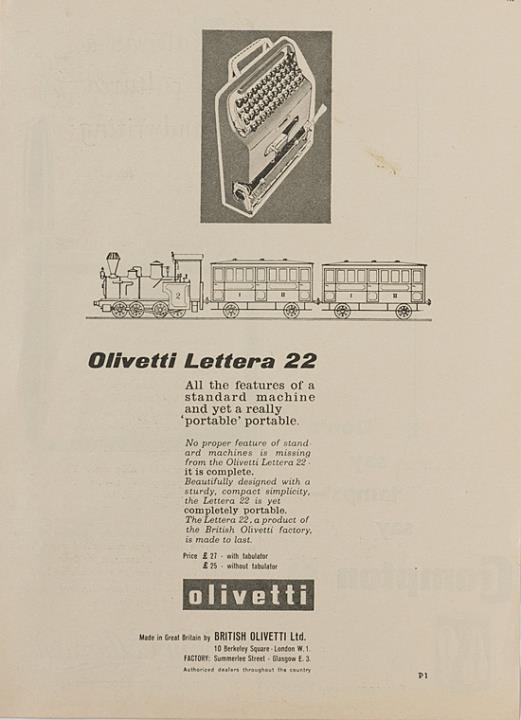 2
I II
I II
Olivetti Lettera 22
All the features of a
standard machine
and yet a really
'portable' portable.
No proper feature of stand-
ard machines is missing
from the Olivetti Lettera 22 -
it is complete.
Beautifully designed with a
sturdy, compact simplicity,
the Lettera 22 is yet
completely portable.
The Lettera 22, a product of
the British Olivetti factory,
is made to last.
Price £ 27 - with tabulator
£ 25 - without tabulator
olivetti
Made in Great Britain by BRITISH OLIVETTI Ltd.
10 Berkeley Square - London W. 1.
FACTORY: Summerlee Street - Glasgow E. 3.
Authorized dealers throughout the country
P1